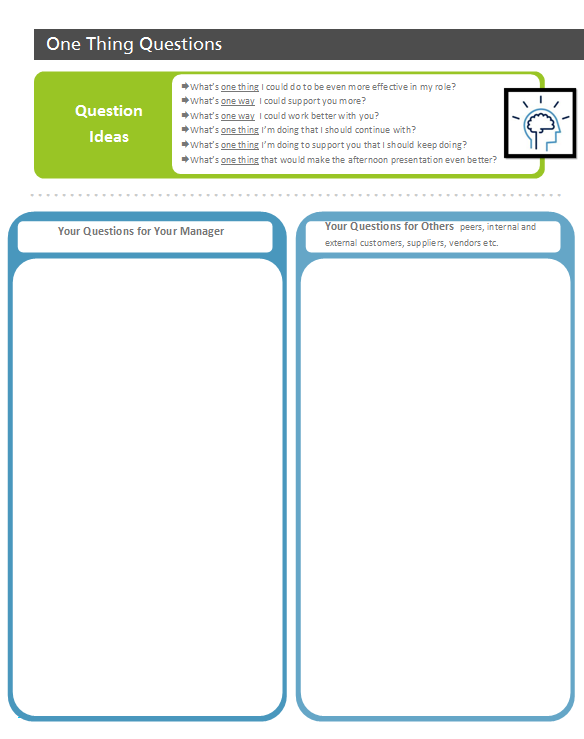 One Thing Questions
Question
Ideas
➡What's one thing I could do to be even more effective in my role?
➡What's one way I could support you more?
➡What's one way I could work better with you?
➡What's one thing I'm doing that I should continue with?
➡What's one thing I'm doing to support you that I should keep doing?
➡What's one thing that would make the afternoon presentation even better?
Your Questions for Your Manager
Your Questions for Others peers, internal and
external customers, suppliers, vendors etc.